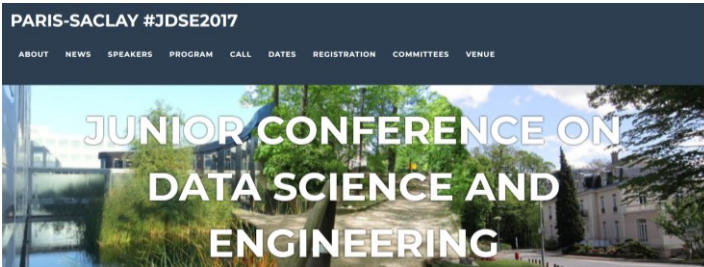 PARIS-SACLAY #JDSE2017
ABOUT NEWS SPEAKERS PROGRAM CALL DATES REGISTRATION COMMITTEES VENUE
JUNIOR CONFERENCE ON
DATA SCIENCE AND
ENGINEERING